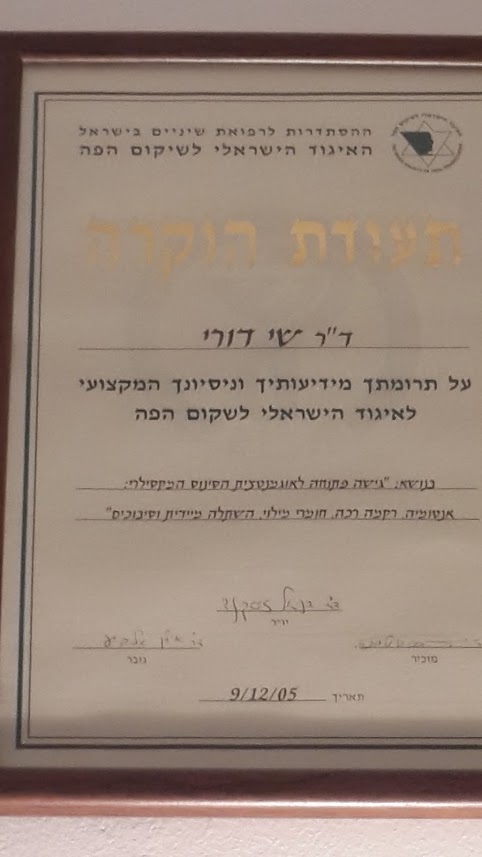 ההסתדרות לרפואת שיניים בישראל
האיגוד הישראלי לשיקום הפה
תעודת הוקרה
ד"ר שי דורי
על תרומתך מידיעותיך וניסיונך המקצועי
לאיגוד הישראלי לשקום הפה
בנושא: "גישה פתוחה לאוגמנטצית הסינוס המקסילרי:
אנטומיה, רקמה רכה, חומרי מילוי, השתלה מיידית וסיבוכים"
יו"ר
גזבר
מזכיר
תאריך 9/12/05